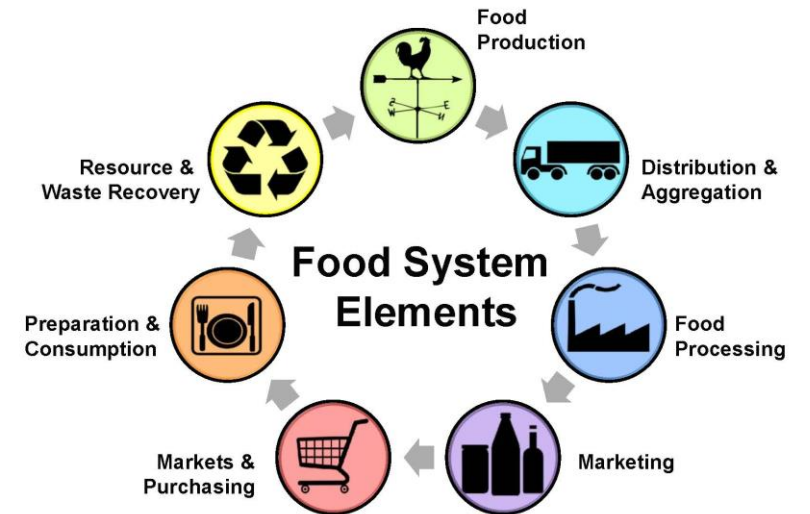 Food
Production
Distribution &
Aggregation
Food
Processing
Marketing
Markets &
Purchasing
Preparation &
Consumption
Resource &
Waste Recovery
Food System
Elements
S
E
W
N